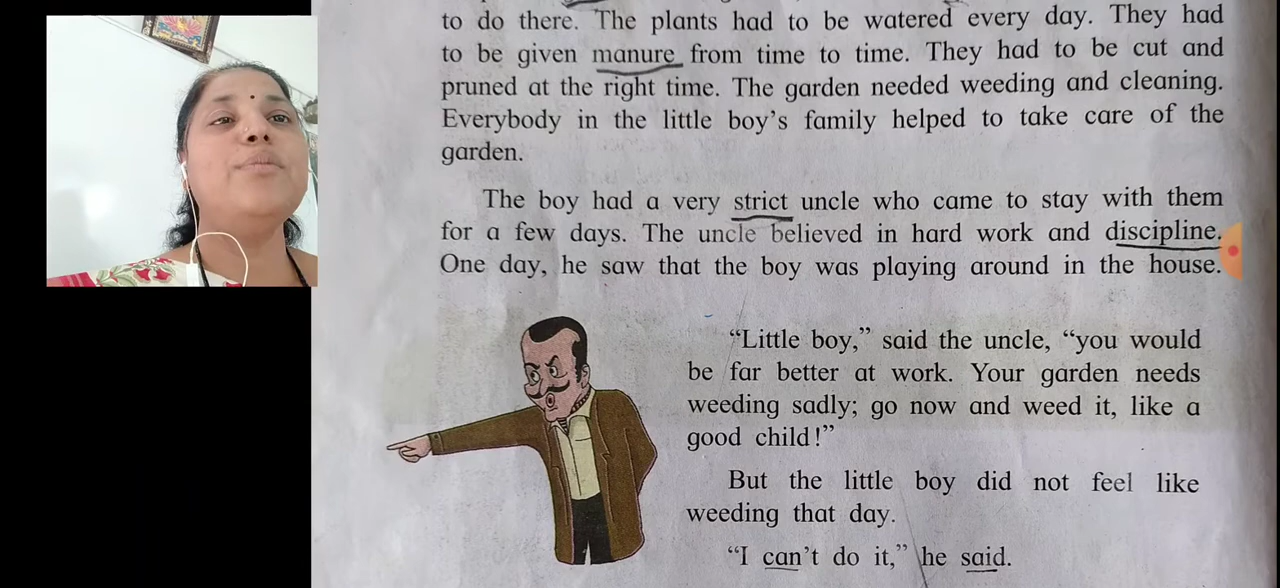 to do there. The plants had to be watered every day. They had
to be given manure from time to time. They had to be cut and
pruned at the right time. The garden needed weeding and cleaning.
Everybody in the little boy's family helped to take care of the
garden.
The boy had a very strict uncle who came to stay with them
for a few days. The uncle believed in hard work and discipline.
One day, he saw that the boy was playing around in the house.
“Little boy,” said the uncle, “you would
be far better at work. Your garden needs
weeding sadly; go now and weed it, like a
good child!”
But the little boy did not feel like
weeding that day.
“I can't do it,” he said.